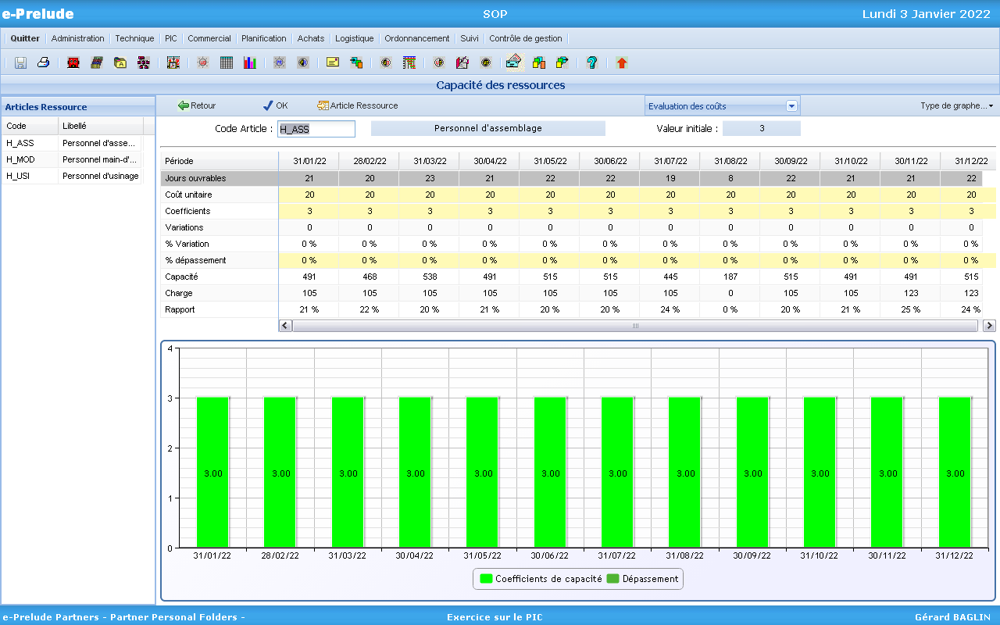 e-Prelude SOP Lundi 3 Janvier 2022
Quitter Administration Technique PIC Commercial Planification Achats Logistique Ordonnancement Suivi Contrôle de gestion
Capacité des ressources
Articles Ressource
Code Libellé
H_ASS Personnel d'asse...
H_MOD Personnel main-d'...
H_USI Personnel d'usinage
Retour OK Article Ressource Evaluation des coûts Type de graphe...
Code Article : H_ASS Personnel d'assemblage Valeur initiale : 3
Période 31/01/22 28/02/22 31/03/22 30/04/22 31/05/22 30/06/22 31/07/22 31/08/22 30/09/22 31/10/22 30/11/22 31/12/22
Jours ouvrables 21 20 23 21 22 22 19 8 22 21 21 22
Coût unitaire 20 20 20 20 20 20 20 20 20 20 20 20
Coefficients 3 3 3 3 3 3 3 3 3 3 3 3
Variations 0 0 0 0 0 0 0 0 0 0 0 0
% Variation 0 % 0 % 0 % 0 % 0 % 0 % 0 % 0 % 0 % 0 % 0 % 0 %
% dépassement 0 % 0 % 0 % 0 % 0 % 0 % 0 % 0 % 0 % 0 % 0 % 0 %
Capacité 491 468 538 491 515 515 445 187 515 491 491 515
Charge 105 105 105 105 105 105 105 0 105 105 123 123
Rapport 21 % 22 % 20 % 21 % 20 % 20 % 24 % 0 % 20 % 21 % 25 % 24 %
4
3
2
3.00 3.00 3.00 3.00 3.00 3.00 3.00 3.00 3.00 3.00 3.00 3.00
1
0
31/01/22 28/02/22 31/03/22 30/04/22 31/05/22 30/06/22 31/07/22 31/08/22 30/09/22 31/10/22 30/11/22 31/12/22
Coefficients de capacité Dépassement
e-Prelude Partners - Partner Personal Folders - Exercice sur le PIC Gérard BAGLIN